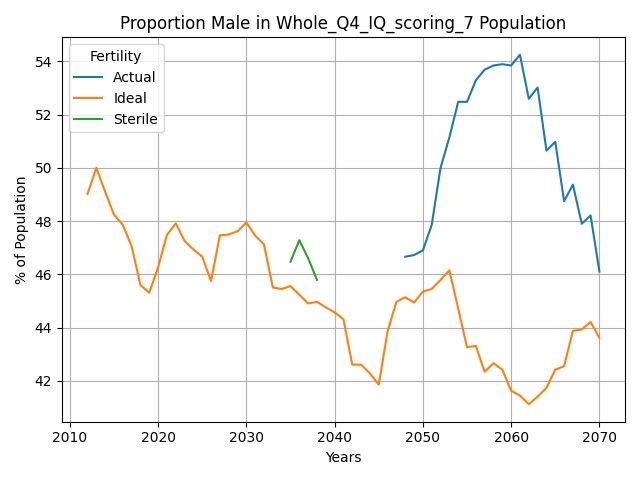 Proportion Male in Whole_Q4_IQ_scoring_7 Population
Fertility
Actual
Ideal
Sterile
% of Population
54
52
50
48
46
44
42
2010 2020 2030 2040 2050 2060 2070
Years